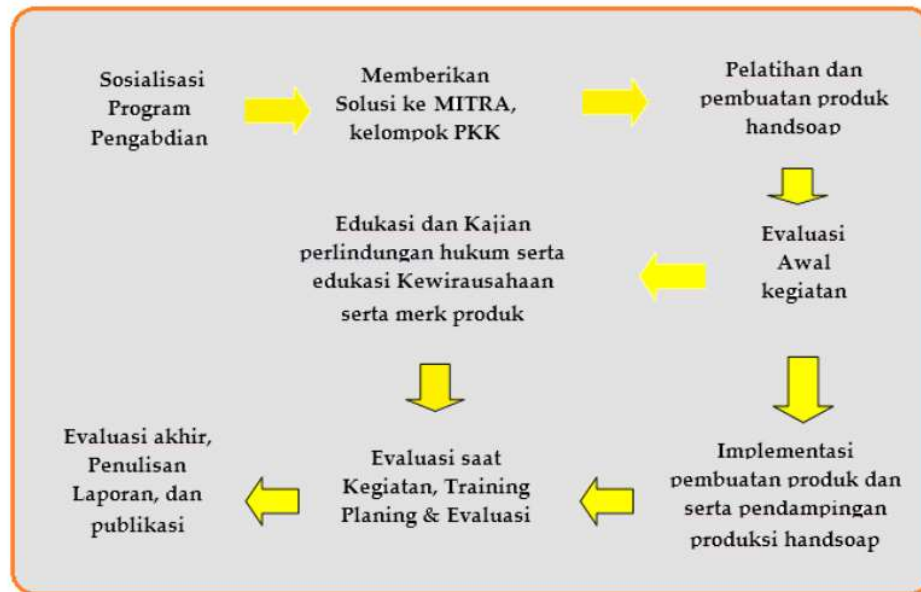 Sosialisasi
Program
Pengabdian
Memberikan
Solusi ke MITRA,
kelompok PKK
Pelatihan dan
pembuatan produk
handsoap
Evaluasi
Awal
kegiatan
Edukasi dan Kajian
perlindungan hukum serta
edukasi Kewirausahaan
serta merk produk
Implementasi
pembuatan produk dan
serta pendampingan
produksi handsoap
Evaluasi saat
Kegiatan, Training
Planing & Evaluasi
Evaluasi akhir,
Penulisan
Laporan, dan
publikasi